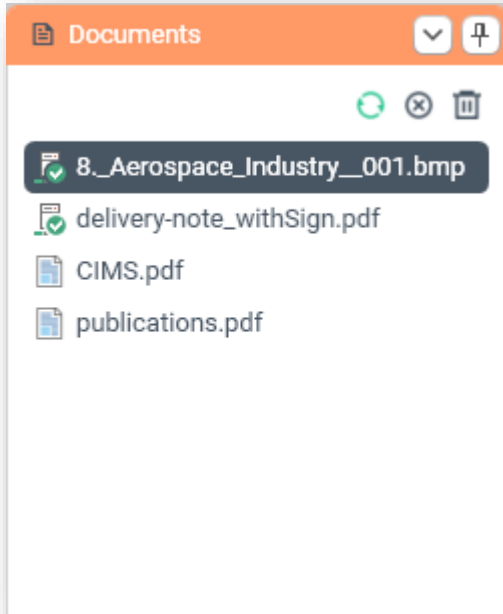 Documents
8._Aerospace_Industry__001.bmp
delivery-note_withSign.pdf
CIMS.pdf
publications.pdf